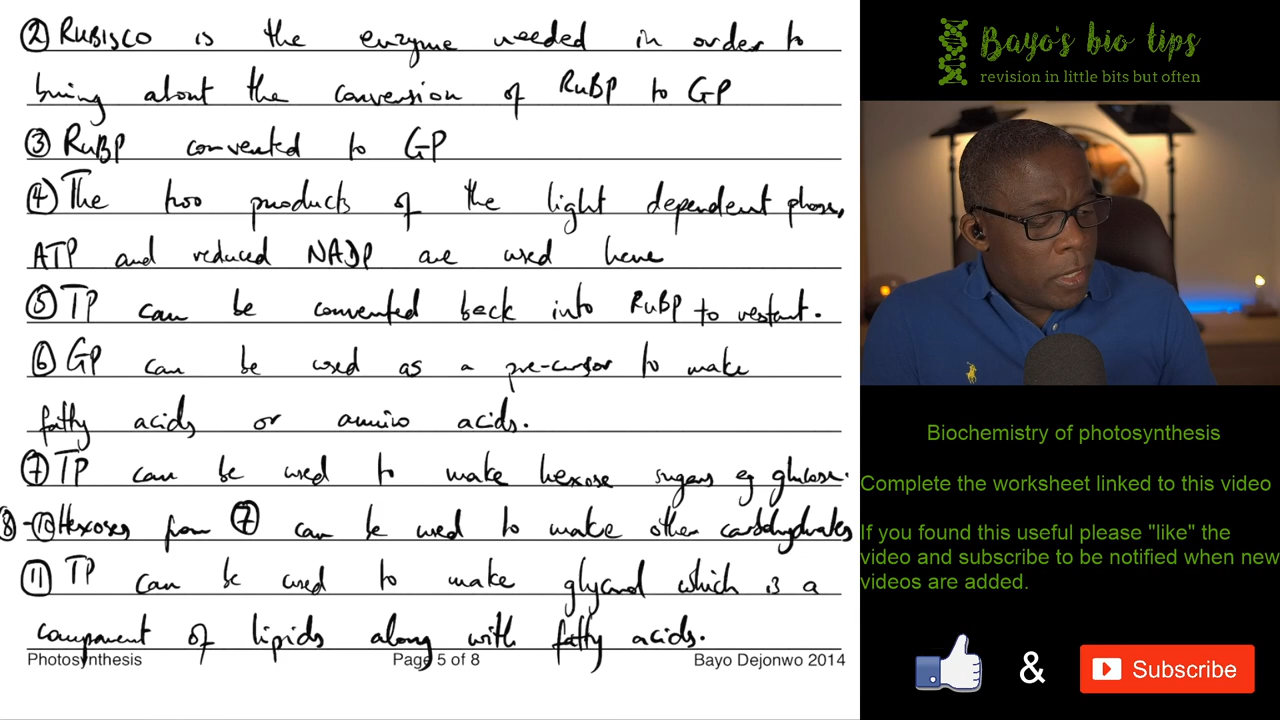 ② RUBISCO is the enzyme needed in order to
bring about the conversion of RuBP to GP
③ RuBP converted to GP
④ The two products of the light dependent phase,
ATP and reduced NADP are used here
⑤ TP can be converted back into RuBP to restart.
⑥ GP can be used as a pre-cursor to make
fatty acids or amino acids.
⑦ TP can be used to make hexose sugars eg glucose.
⑧-⑩ Hexoses from ⑦ can be used to make other carbohydrates
⑪ TP can be used to make glycerol which is a
component of lipids along with fatty acids.
Photosynthesis Page 5 of 8 Bayo Dejonwo 2014
Bayo's bio tips
revision in little bits but often
Biochemistry of photosynthesis
Complete the worksheet linked to this video
If you found this useful please "like" the
video and subscribe to be notified when new
videos are added.
& Subscribe